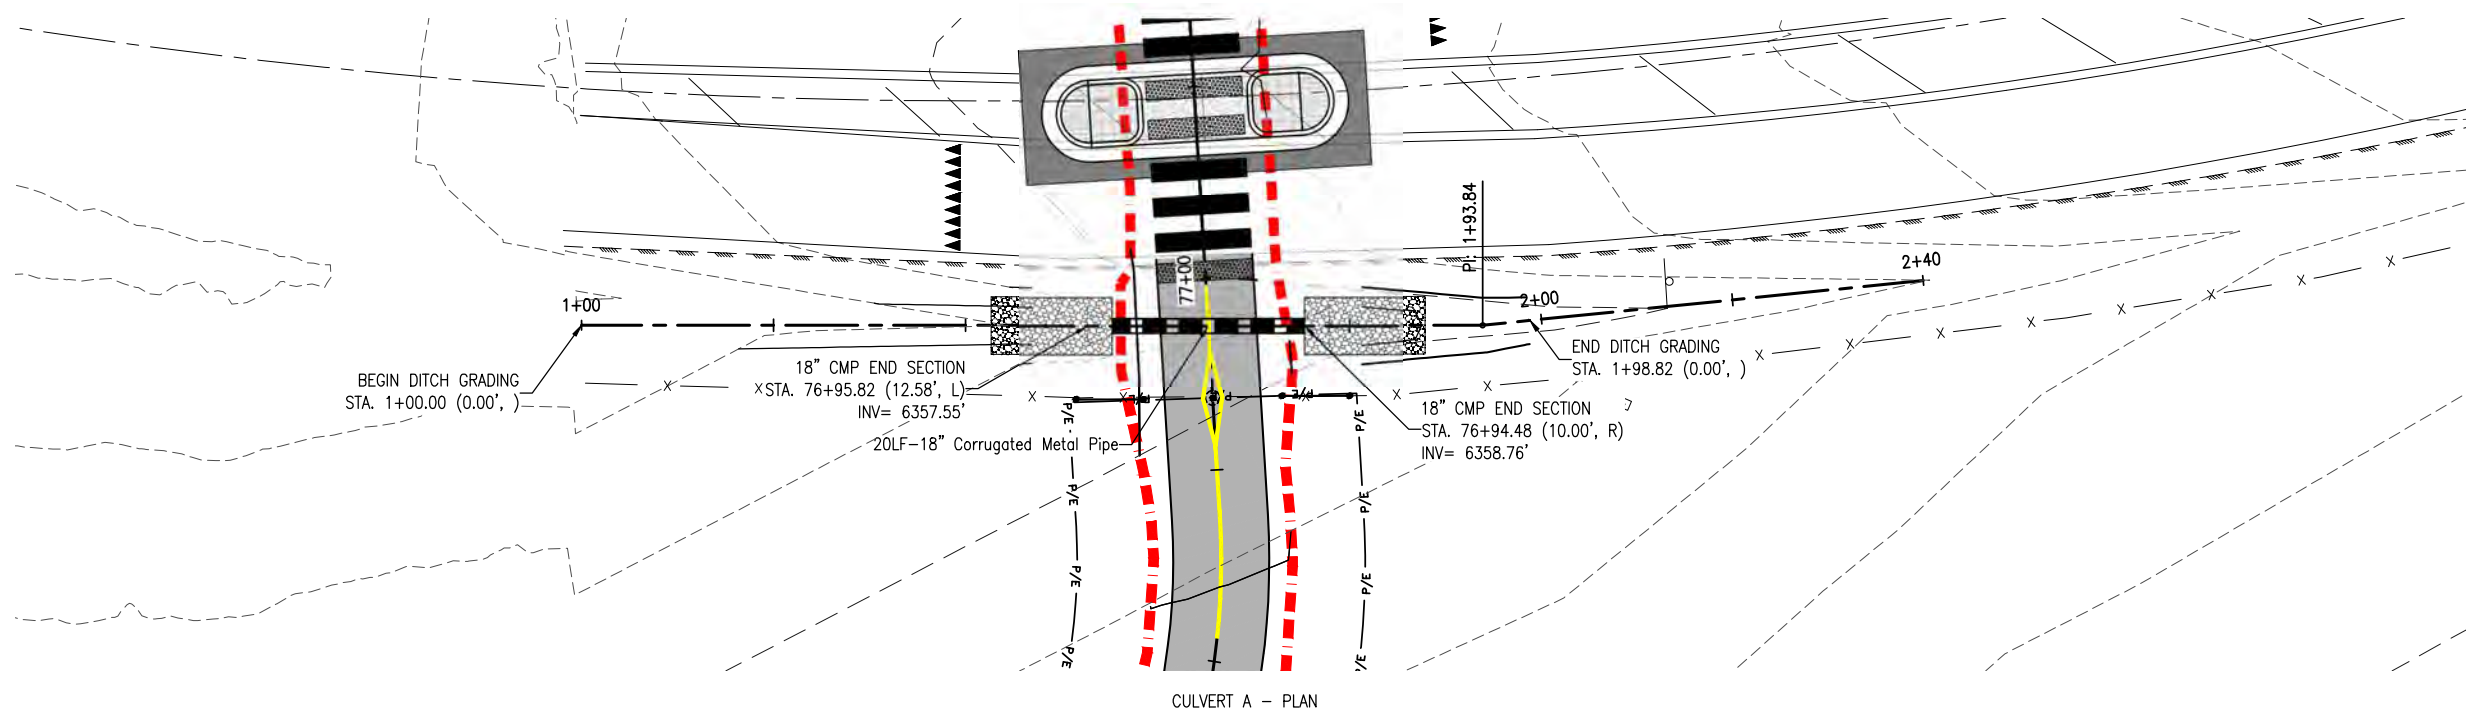 PI: 1+93.84
77+00
2+40
1+00
2+00
BEGIN DITCH GRADING
STA. 1+00.00 (0.00', )
18" CMP END SECTION
STA. 76+95.82 (12.58', L)
INV= 6357.55'
20LF-18" Corrugated Metal Pipe
END DITCH GRADING
STA. 1+98.82 (0.00', )
18" CMP END SECTION
STA. 76+94.48 (10.00', R)
INV= 6358.76'
P/E
P/E
P/E
P/E
P/E
P/E
P/E
P/E
P/E
CULVERT A – PLAN